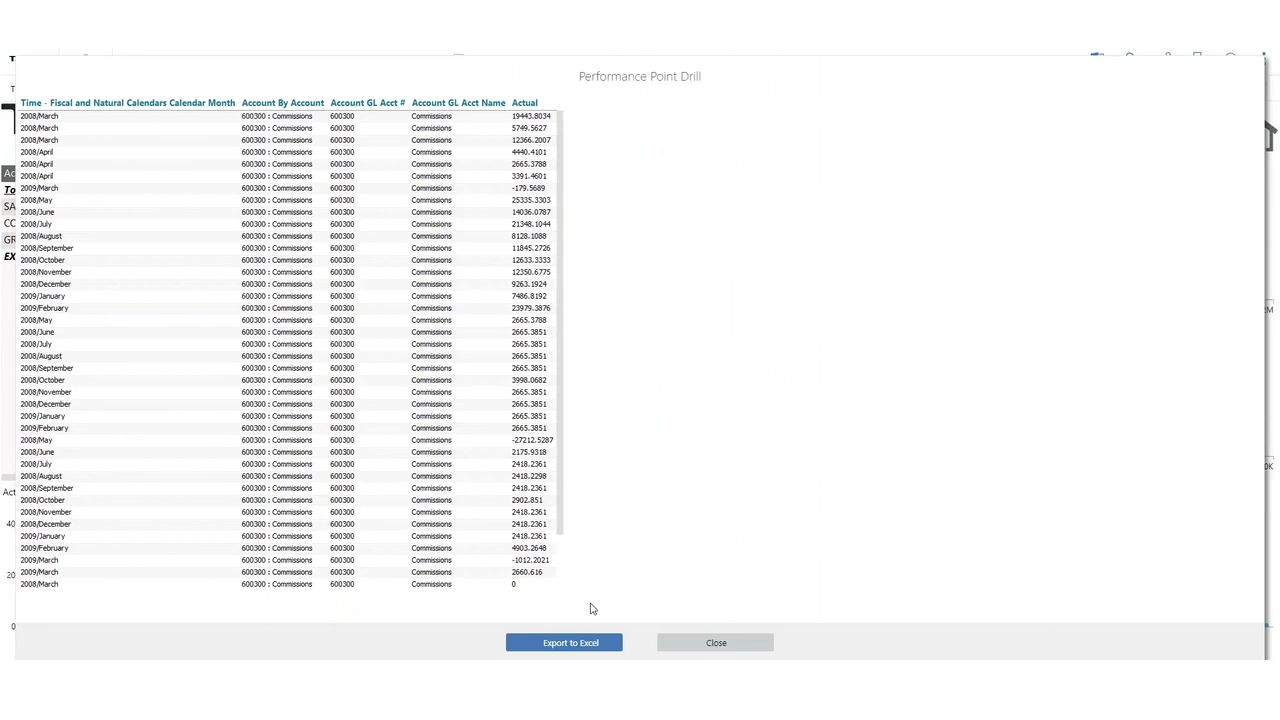 Performance Point Drill
Time - Fiscal and Natural Calendars Calendar Month Account By Account Account GL Acct # Account GL Acct Name Actual
2008/March 600300 : Commissions 600300 Commissions 19443.8034
2008/March 600300 : Commissions 600300 Commissions 5749.5627
2008/March 600300 : Commissions 600300 Commissions 12366.2007
2008/April 600300 : Commissions 600300 Commissions 4440.4101
2008/April 600300 : Commissions 600300 Commissions 2665.3788
2008/April 600300 : Commissions 600300 Commissions 3391.4601
2009/March 600300 : Commissions 600300 Commissions -179.5689
2008/May 600300 : Commissions 600300 Commissions 25335.3303
2008/June 600300 : Commissions 600300 Commissions 14036.0787
2008/July 600300 : Commissions 600300 Commissions 21348.1044
2008/August 600300 : Commissions 600300 Commissions 8128.1088
2008/September 600300 : Commissions 600300 Commissions 11845.2726
2008/October 600300 : Commissions 600300 Commissions 12633.3333
2008/November 600300 : Commissions 600300 Commissions 12350.6775
2008/December 600300 : Commissions 600300 Commissions 9263.1924
2009/January 600300 : Commissions 600300 Commissions 7486.8192
2009/February 600300 : Commissions 600300 Commissions 23979.3876
2008/May 600300 : Commissions 600300 Commissions 2665.3788
2008/June 600300 : Commissions 600300 Commissions 2665.3851
2008/July 600300 : Commissions 600300 Commissions 2665.3851
2008/August 600300 : Commissions 600300 Commissions 2665.3851
2008/September 600300 : Commissions 600300 Commissions 2665.3851
2008/October 600300 : Commissions 600300 Commissions 3998.0682
2008/November 600300 : Commissions 600300 Commissions 2665.3851
2008/December 600300 : Commissions 600300 Commissions 2665.3851
2009/January 600300 : Commissions 600300 Commissions 2665.3851
2009/February 600300 : Commissions 600300 Commissions 2665.3851
2008/May 600300 : Commissions 600300 Commissions -27212.5287
2008/June 600300 : Commissions 600300 Commissions 2175.9318
2008/July 600300 : Commissions 600300 Commissions 2418.2361
2008/August 600300 : Commissions 600300 Commissions 2418.2298
2008/September 600300 : Commissions 600300 Commissions 2418.2361
2008/October 600300 : Commissions 600300 Commissions 2902.851
2008/November 600300 : Commissions 600300 Commissions 2418.2361
2008/December 600300 : Commissions 600300 Commissions 2418.2361
2009/January 600300 : Commissions 600300 Commissions 2418.2361
2009/February 600300 : Commissions 600300 Commissions 4903.2648
2009/March 600300 : Commissions 600300 Commissions -1012.2021
2009/March 600300 : Commissions 600300 Commissions 2660.616
2008/March 600300 : Commissions 600300 Commissions 0
Export to Excel Close
Ac
To
SA
CO
GR
EX
Act
40
20
0
2M
0K